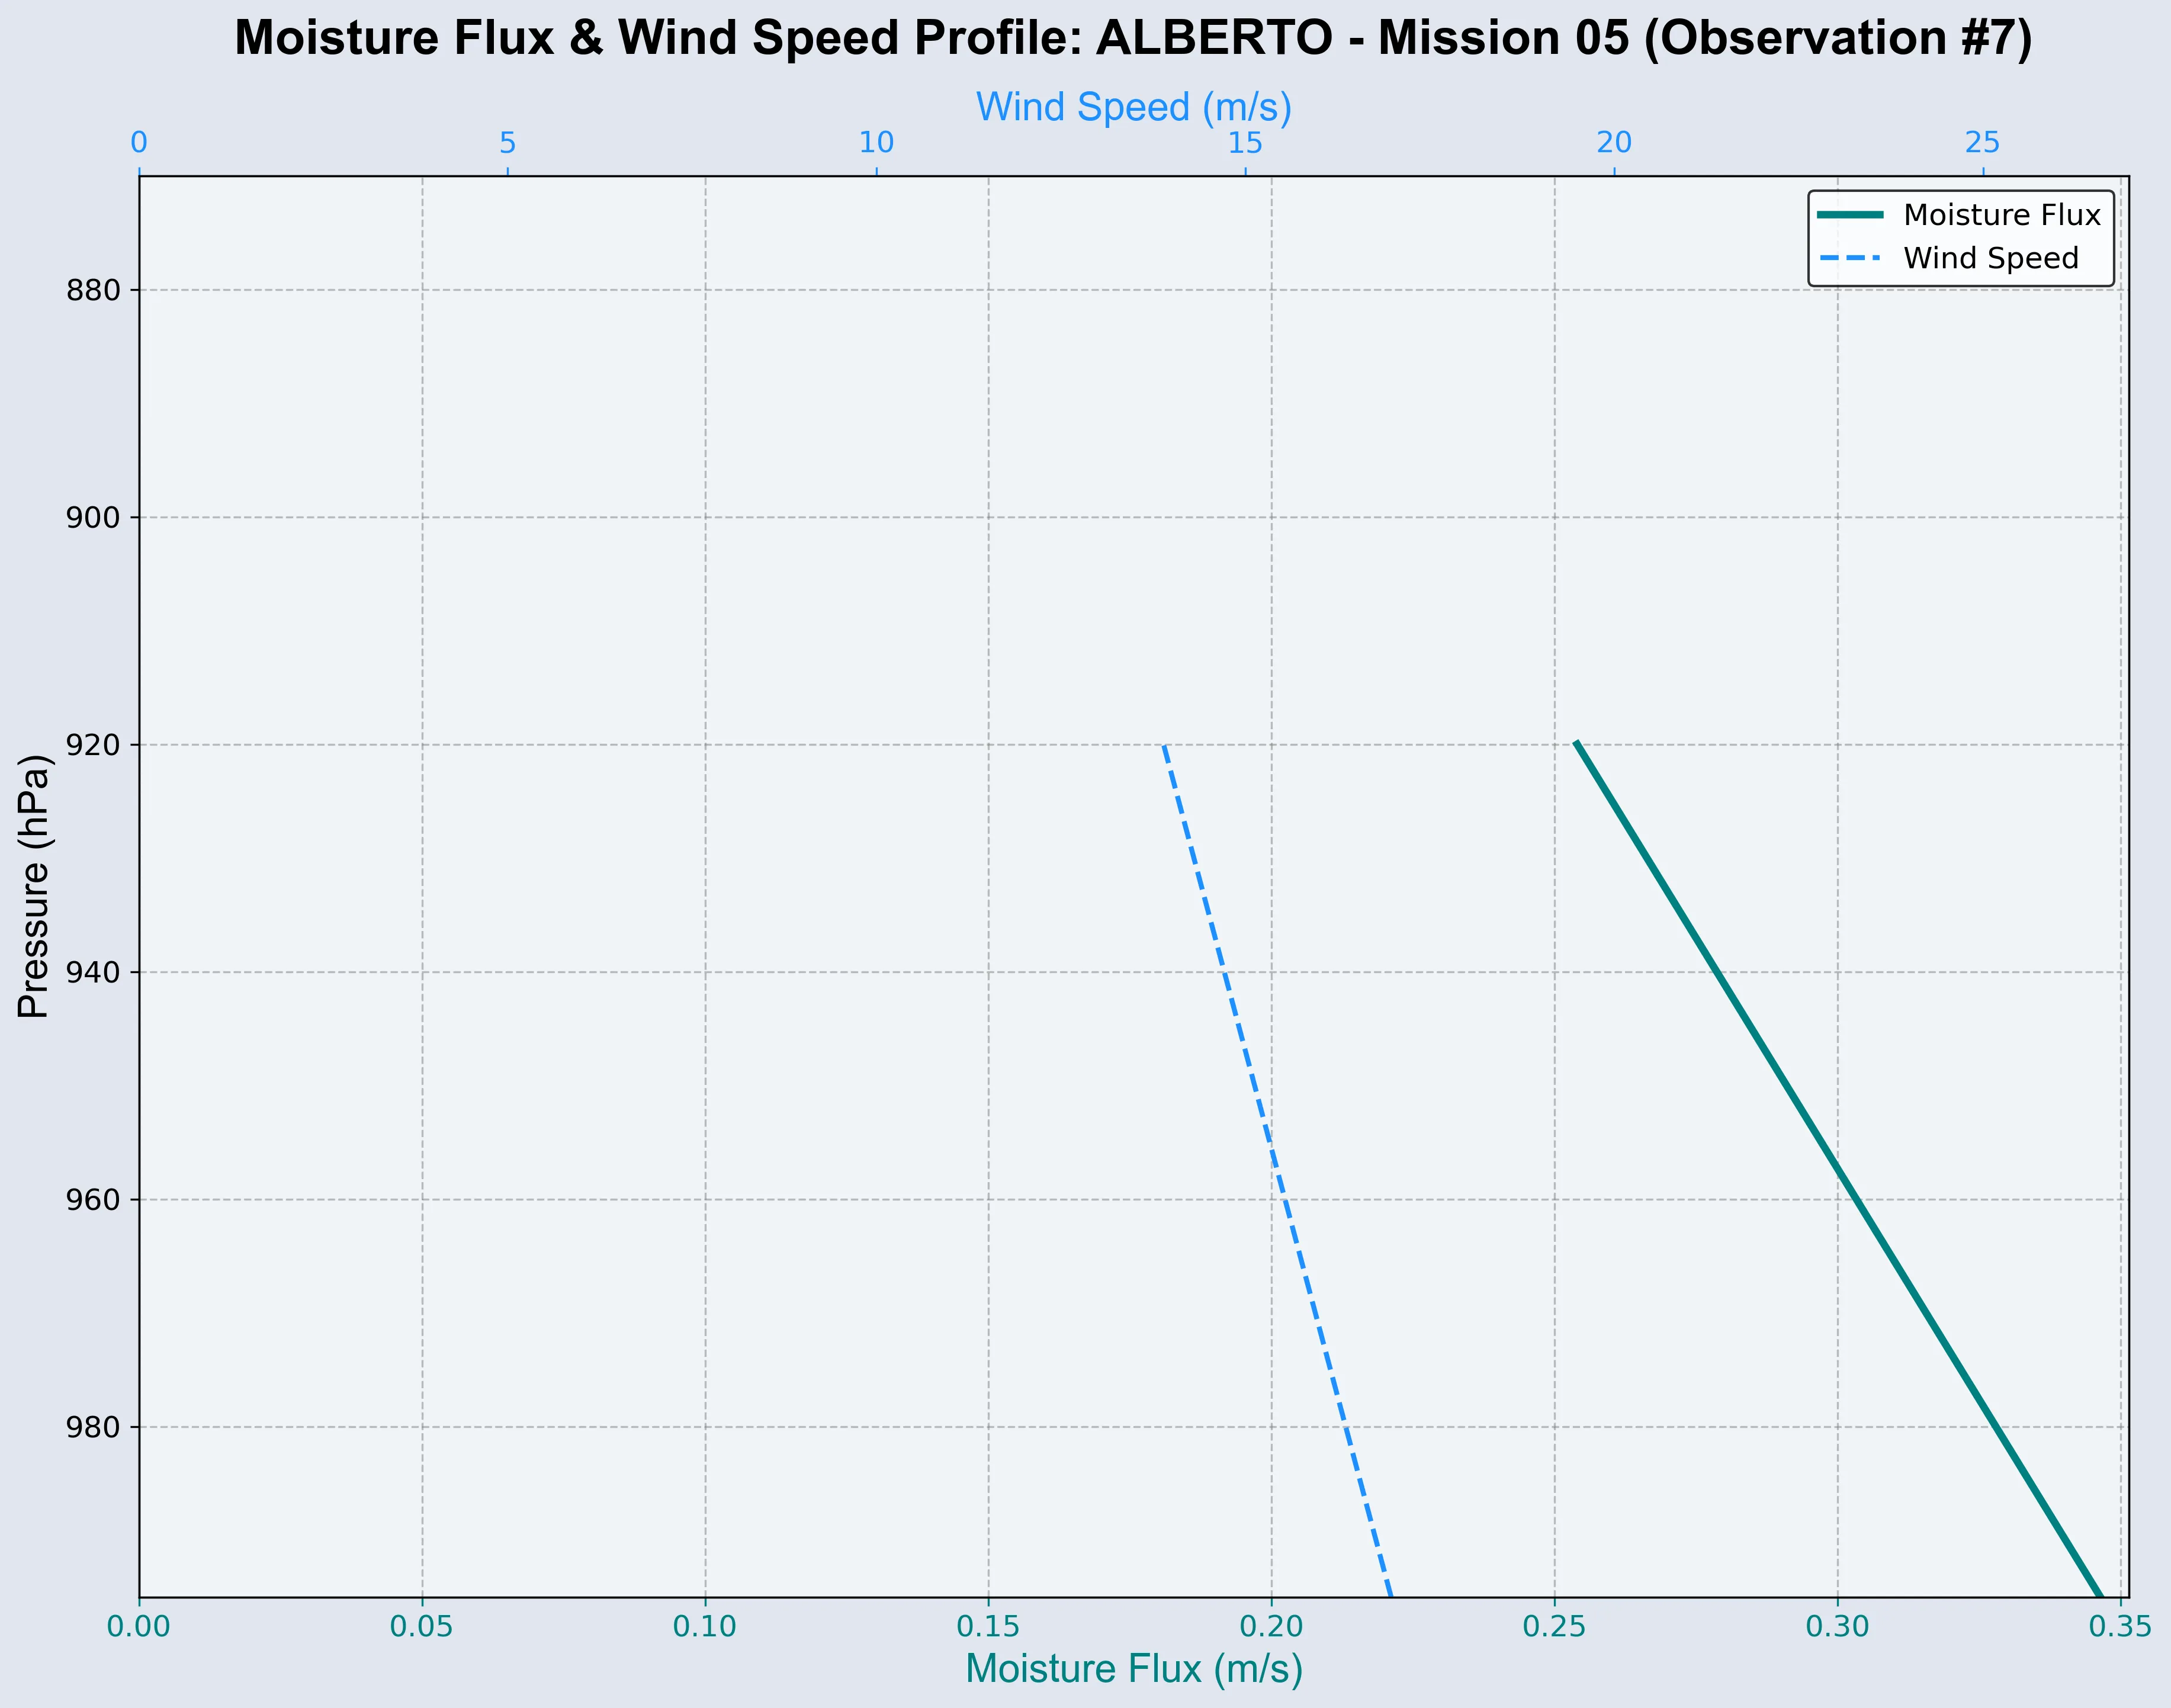 Moisture Flux & Wind Speed Profile: ALBERTO - Mission 05 (Observation #7)
Wind Speed (m/s)
0 5 10 15 20 25
Moisture Flux
Wind Speed
880
900
920
940
960
980
Pressure (hPa)
0.00 0.05 0.10 0.15 0.20 0.25 0.30 0.35
Moisture Flux (m/s)